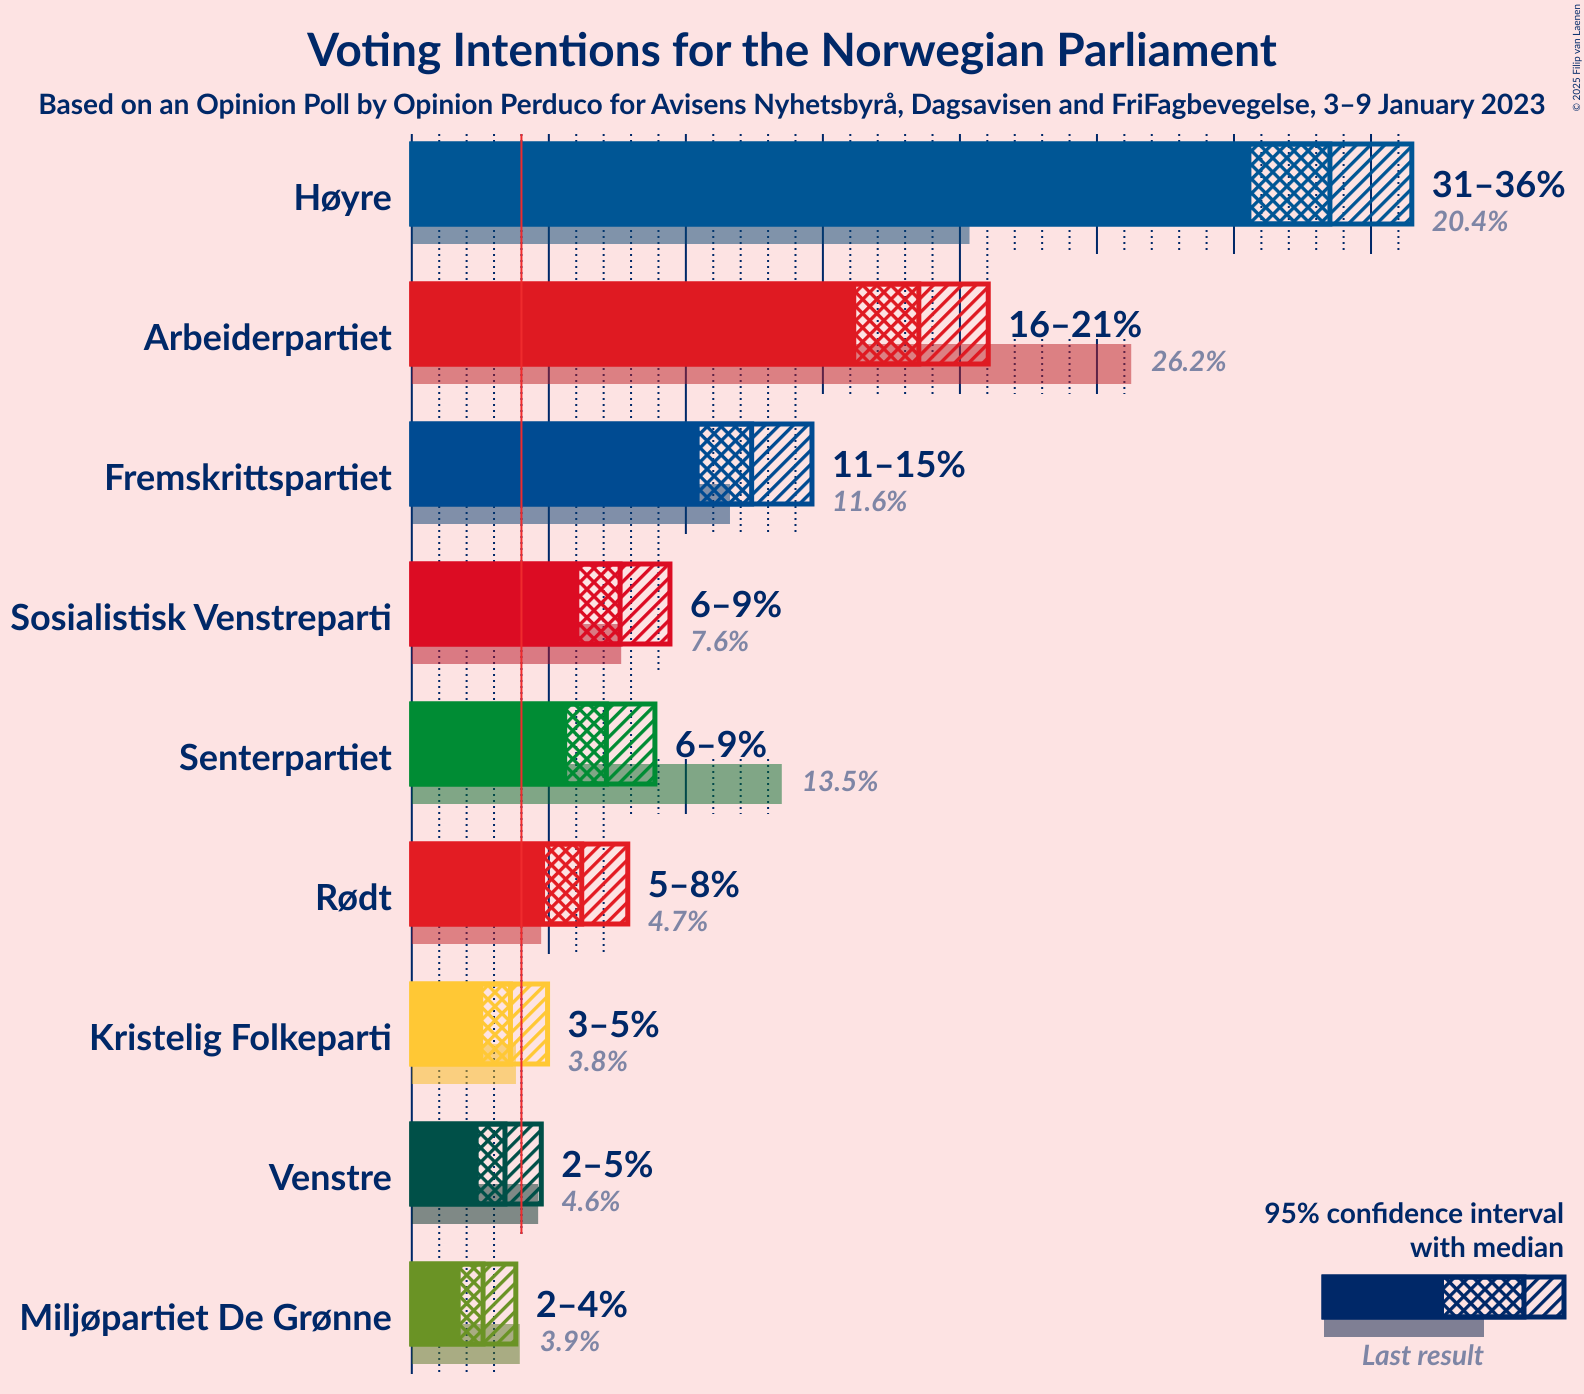 Voting Intentions for the Norwegian Parliament
Based on an Opinion Poll by Opinion Perduco for Avisens Nyhetsbyrå, Dagsavisen and FriFagbevegelse, 3–9 January 2023
© 2025 Filip van Laenen
Høyre
31–36%
20.4%
Arbeiderpartiet
16–21%
26.2%
Fremskrittspartiet
11–15%
11.6%
Sosialistisk Venstreparti
6–9%
7.6%
Senterpartiet
6–9%
13.5%
Rødt
5–8%
4.7%
Kristelig Folkeparti
3–5%
3.8%
Venstre
2–5%
4.6%
Miljøpartiet De Grønne
2–4%
3.9%
95% confidence interval
with median
Last result